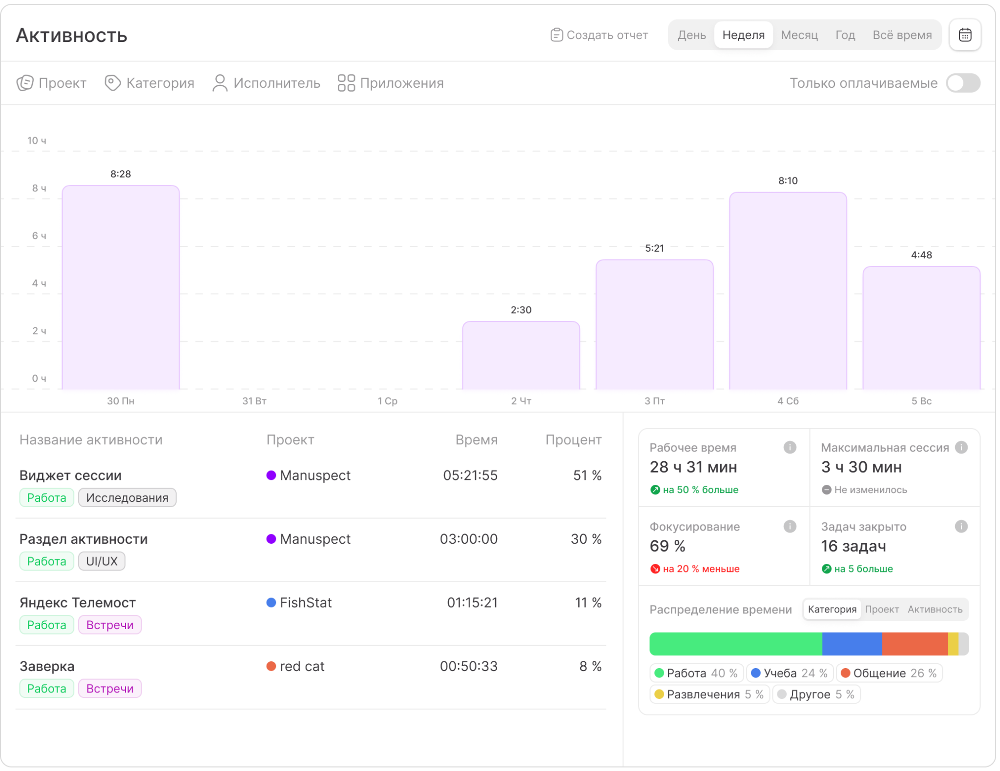 Активность
Создать отчет
День Неделя Месяц Год Всё время
Проект Категория Исполнитель Приложения
Только оплачиваемые
10 ч
8 ч
6 ч
4 ч
2 ч
0 ч
8:28
2:30
5:21
8:10
4:48
30 Пн 31 Вт 1 Ср 2 Чт 3 Пт 4 Сб 5 Вс
Название активности Проект Время Процент
Виджет сессии Manuspect 05:21:55 51 %
Работа Исследования
Раздел активности Manuspect 03:00:00 30 %
Работа UI/UX
Яндекс Телемост FishStat 01:15:21 11 %
Работа Встречи
Заверка red cat 00:50:33 8 %
Работа Встречи
Рабочее время
28 ч 31 мин
на 50 % больше
Максимальная сессия
3 ч 30 мин
Не изменилось
Фокусирование
69 %
на 20 % меньше
Задач закрыто
16 задач
на 5 больше
Распределение времени Категория Проект Активность
Работа 40 % Учеба 24 % Общение 26 %
Развлечения 5 % Другое 5 %